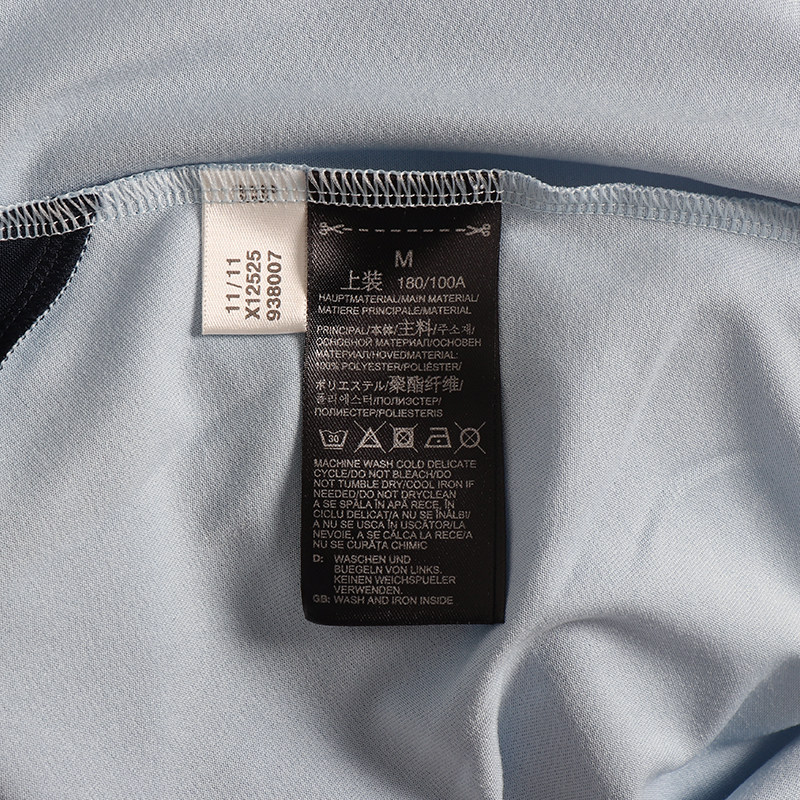 11/11
X12525
938007
M
上装 180/100A
HAUPTMATERIAL/MAIN MATERIAL/
MATIERE PRINCIPALE/MATERIAL
PRINCIPAL/本体/主料/주소재/
ОСНОВНОЙ МАТЕРИАЛ/ОСНОВЕН
МАТЕРИАЛ/HOVEDMATERIAL:
100% POLYESTER/POLIÉSTER/
ポリエステル/聚酯纤维/
폴리에스터/ПОЛИЭСТЕР/
ПОЛИЕСТЕР/POLIESTERIS
30
MACHINE WASH COLD DELICATE
CYCLE/DO NOT BLEACH/DO
NOT TUMBLE DRY/COOL IRON IF
NEEDED/DO NOT DRYCLEAN
A SE SPĂLA ÎN APĂ RECE, ÎN
CICLU DELICAT/A NU SE ÎNĂLBI/
A NU SE USCA ÎN USCĂTOR/LA
NEVOIE, A SE CĂLCA LA RECE/A
NU SE CURĂȚA CHIMIC
D: WASCHEN UND
BUEGELN VON LINKS.
KEINEN WEICHSPUELER
VERWENDEN.
GB: WASH AND IRON INSIDE